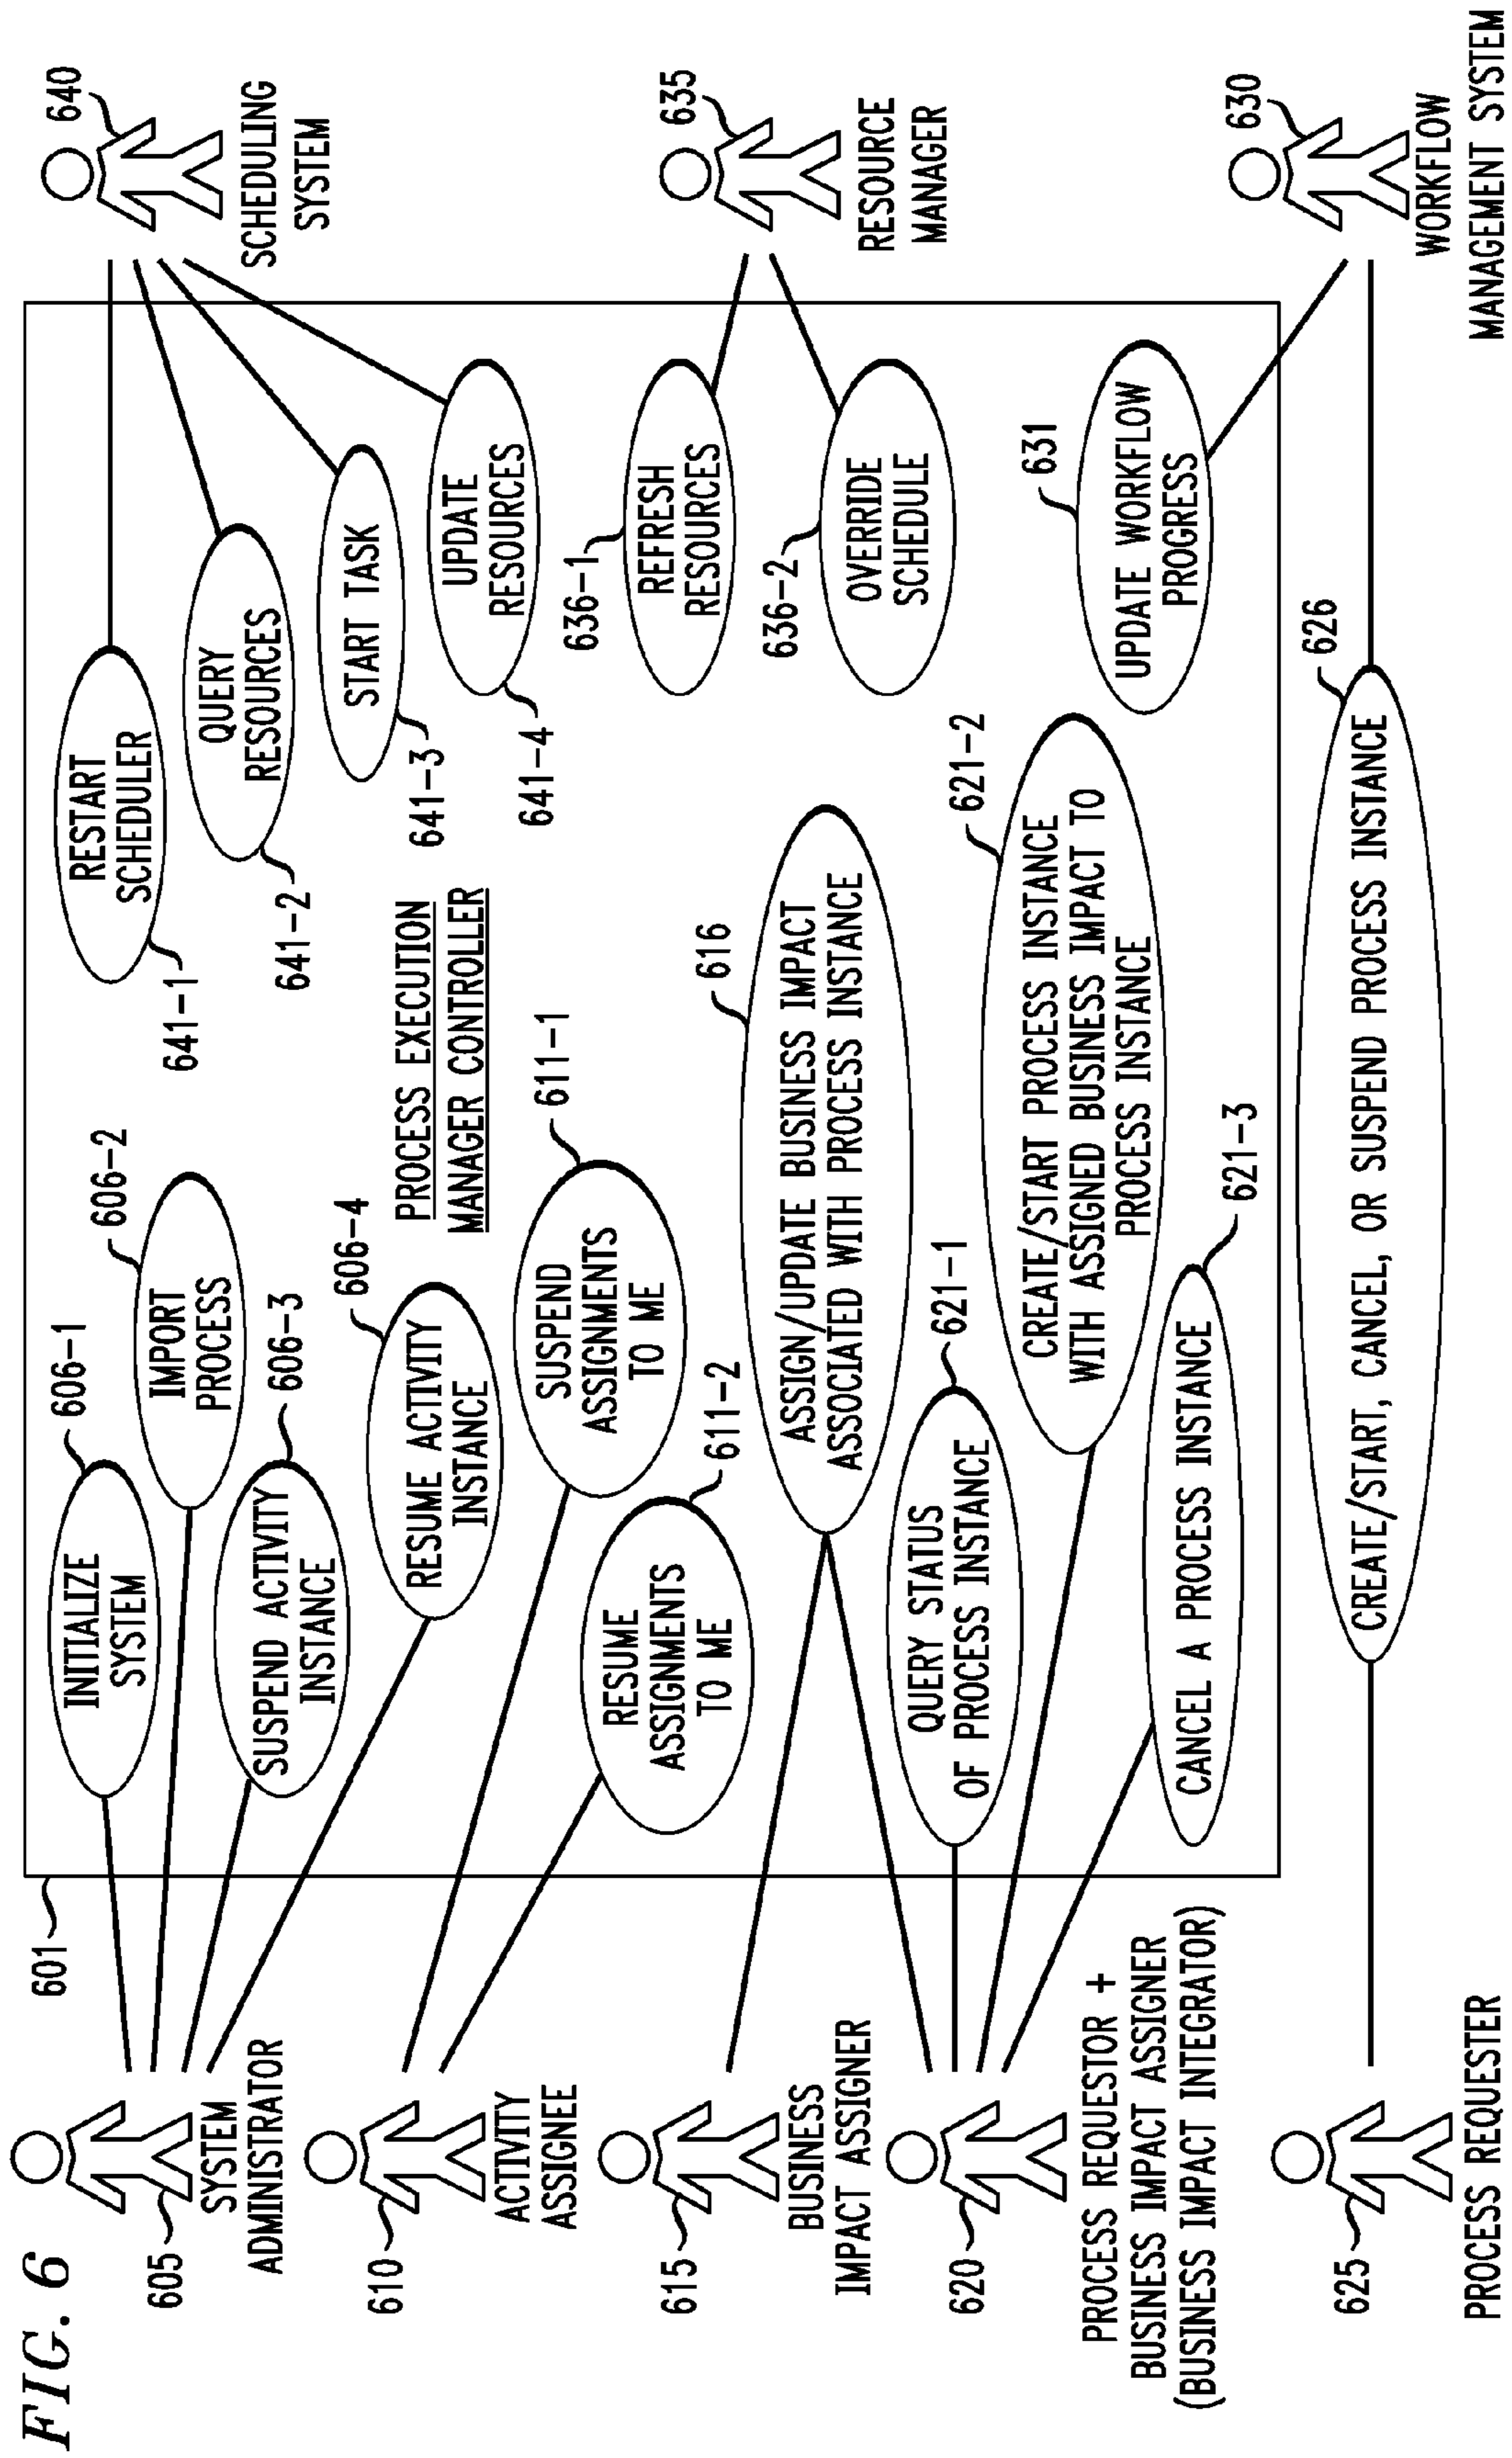 FIG. 6
601
605
SYSTEM
ADMINISTRATOR
606-1
INITIALIZE
SYSTEM
606-2
IMPORT
PROCESS
606-3
SUSPEND ACTIVITY
INSTANCE
606-4
RESUME ACTIVITY
INSTANCE
610
ACTIVITY
ASSIGNEE
611-1
SUSPEND
ASSIGNMENTS
TO ME
611-2
RESUME
ASSIGNMENTS
TO ME
PROCESS EXECUTION
MANAGER CONTROLLER
615
BUSINESS
IMPACT ASSIGNER
616
ASSIGN/UPDATE BUSINESS IMPACT
ASSOCIATED WITH PROCESS INSTANCE
620
PROCESS REQUESTOR +
BUSINESS IMPACT ASSIGNER
(BUSINESS IMPACT INTEGRATOR)
621-1
QUERY STATUS
OF PROCESS INSTANCE
621-2
CREATE/START PROCESS INSTANCE
WITH ASSIGNED BUSINESS IMPACT TO
PROCESS INSTANCE
621-3
CANCEL A PROCESS INSTANCE
625
PROCESS REQUESTER
626
CREATE/START, CANCEL, OR SUSPEND PROCESS INSTANCE
640
SCHEDULING
SYSTEM
641-1
RESTART
SCHEDULER
641-2
QUERY
RESOURCES
641-3
START TASK
641-4
UPDATE
RESOURCES
635
RESOURCE
MANAGER
636-1
REFRESH
RESOURCES
636-2
OVERRIDE
SCHEDULE
630
WORKFLOW
MANAGEMENT SYSTEM
631
UPDATE WORKFLOW
PROGRESS